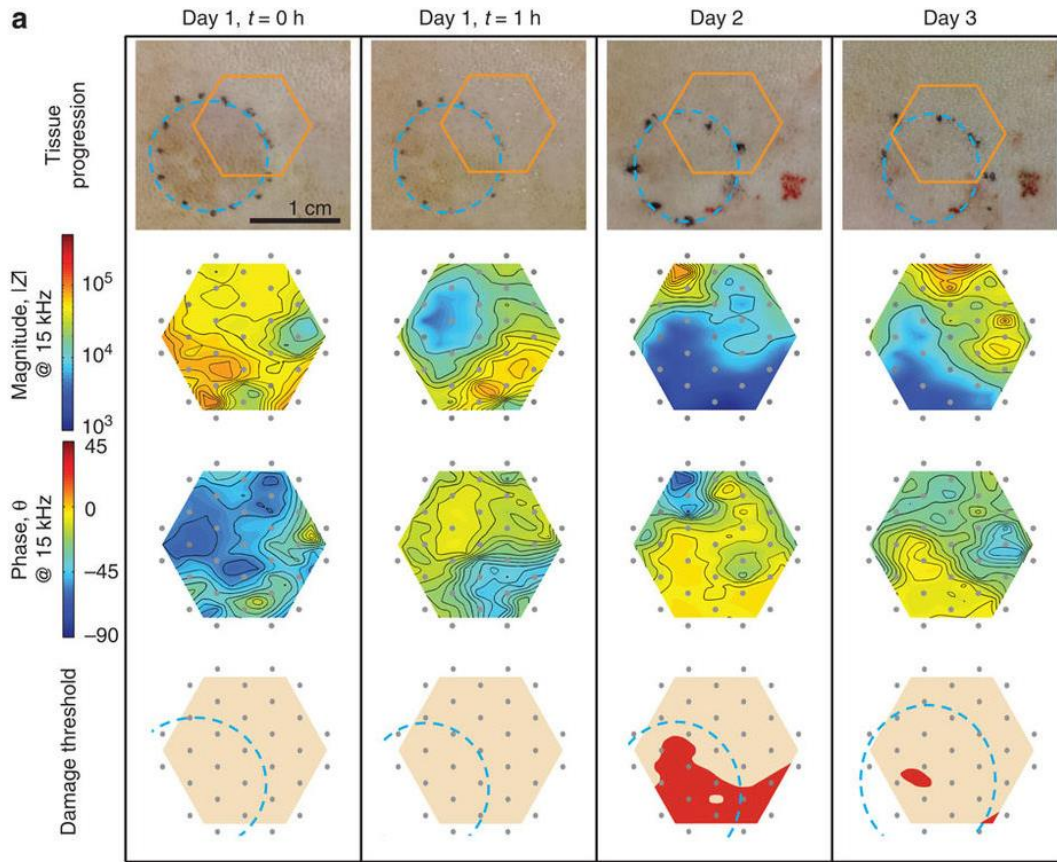 a
Day 1, t = 0 h
Day 1, t = 1 h
Day 2
Day 3
Tissue
progression
1 cm
Magnitude, |Z|
@ 15 kHz
10⁵
10⁴
10³
Phase, θ
@ 15 kHz
45
0
−45
−90
Damage threshold